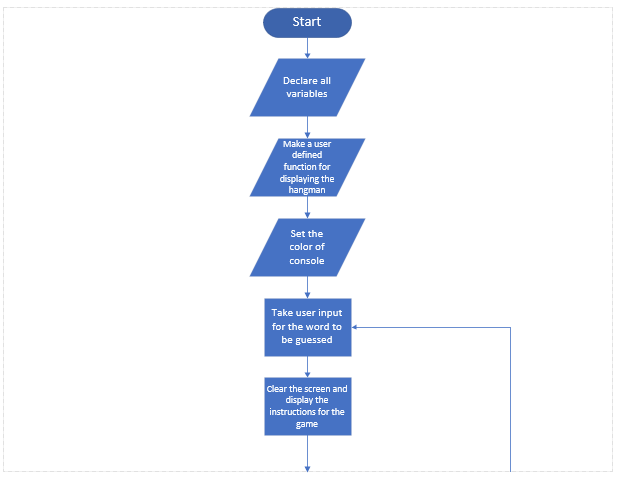 Start
Declare all
variables
Make a user
defined
function for
displaying the
hangman
Set the
color of
console
Take user input
for the word to
be guessed
Clear the screen and
display the
instructions for the
game